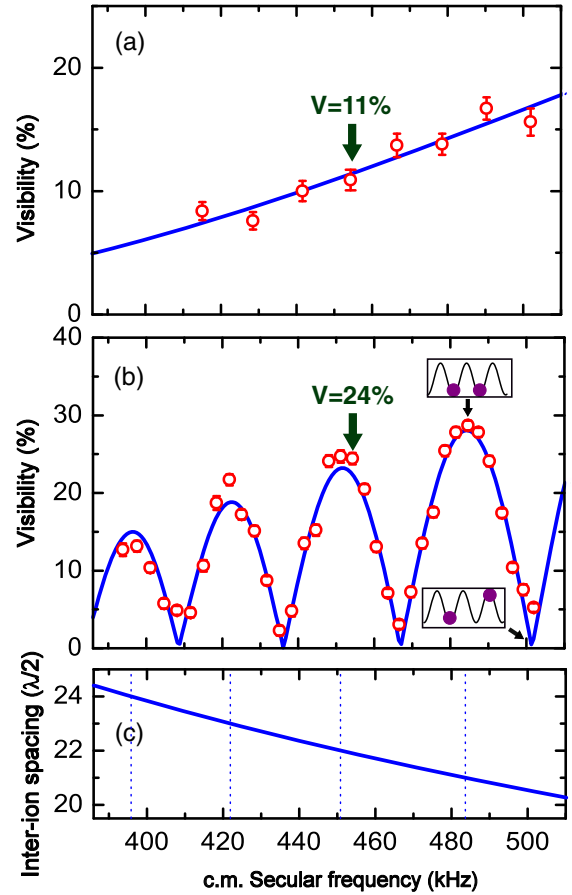 (a)
20
10
0
Visibility (%)
V=11%
(b)
40
30
20
10
0
Visibility (%)
V=24%
(c)
24
22
20
Inter-ion spacing (λ/2)
400 420 440 460 480 500
c.m. Secular frequency (kHz)